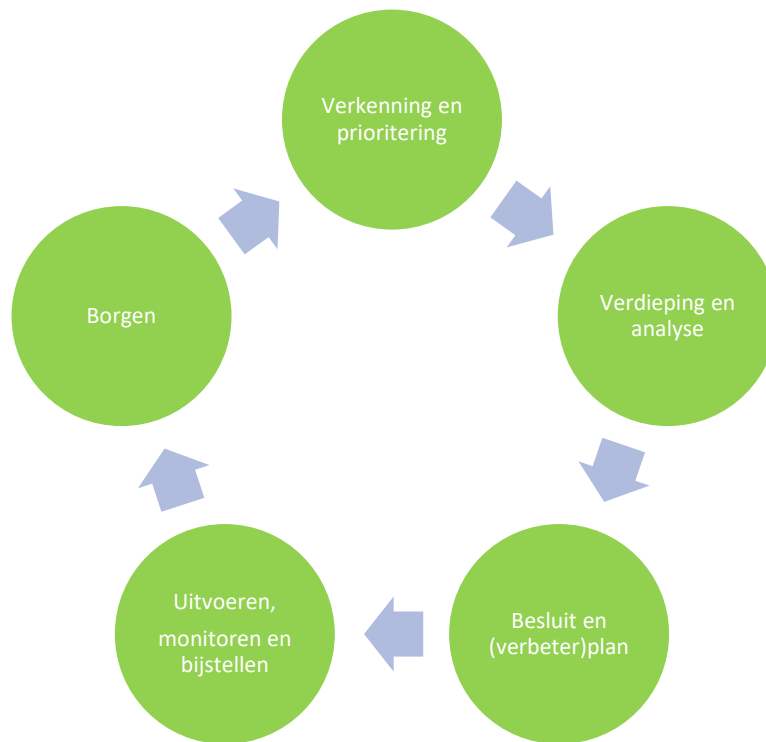 Verkenning en
prioritering
Verdieping en
analyse
Besluit en
(verbeter)plan
Uitvoeren,
monitoren en
bijstellen
Borgen